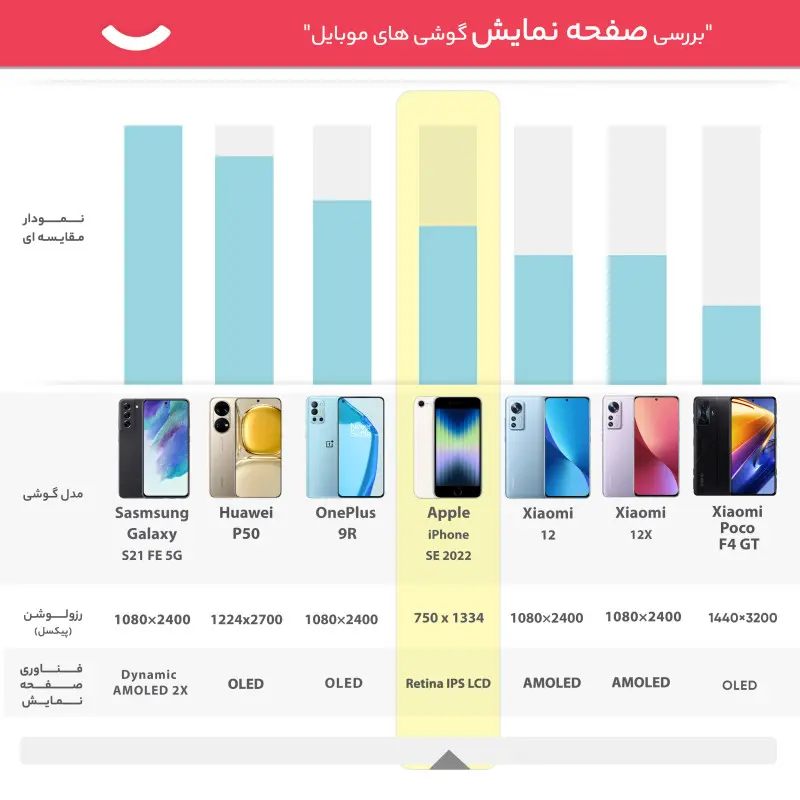 "بررسی صفحه نمایش گوشی های موبایل"
نمودار
مقایسه ای
مدل گوشی
Sasmsung
Galaxy
S21 FE 5G
Huawei
P50
OnePlus
9R
Apple
iPhone
SE 2022
Xiaomi
12
Xiaomi
12X
Xiaomi
Poco
F4 GT
رزولوشن
(پیکسل)
1080×2400
1224x2700
1080×2400
750 x 1334
1080×2400
1080×2400
1440×3200
فناوری
صفحه
نمایش
Dynamic
AMOLED 2X
OLED
OLED
Retina IPS LCD
AMOLED
AMOLED
OLED